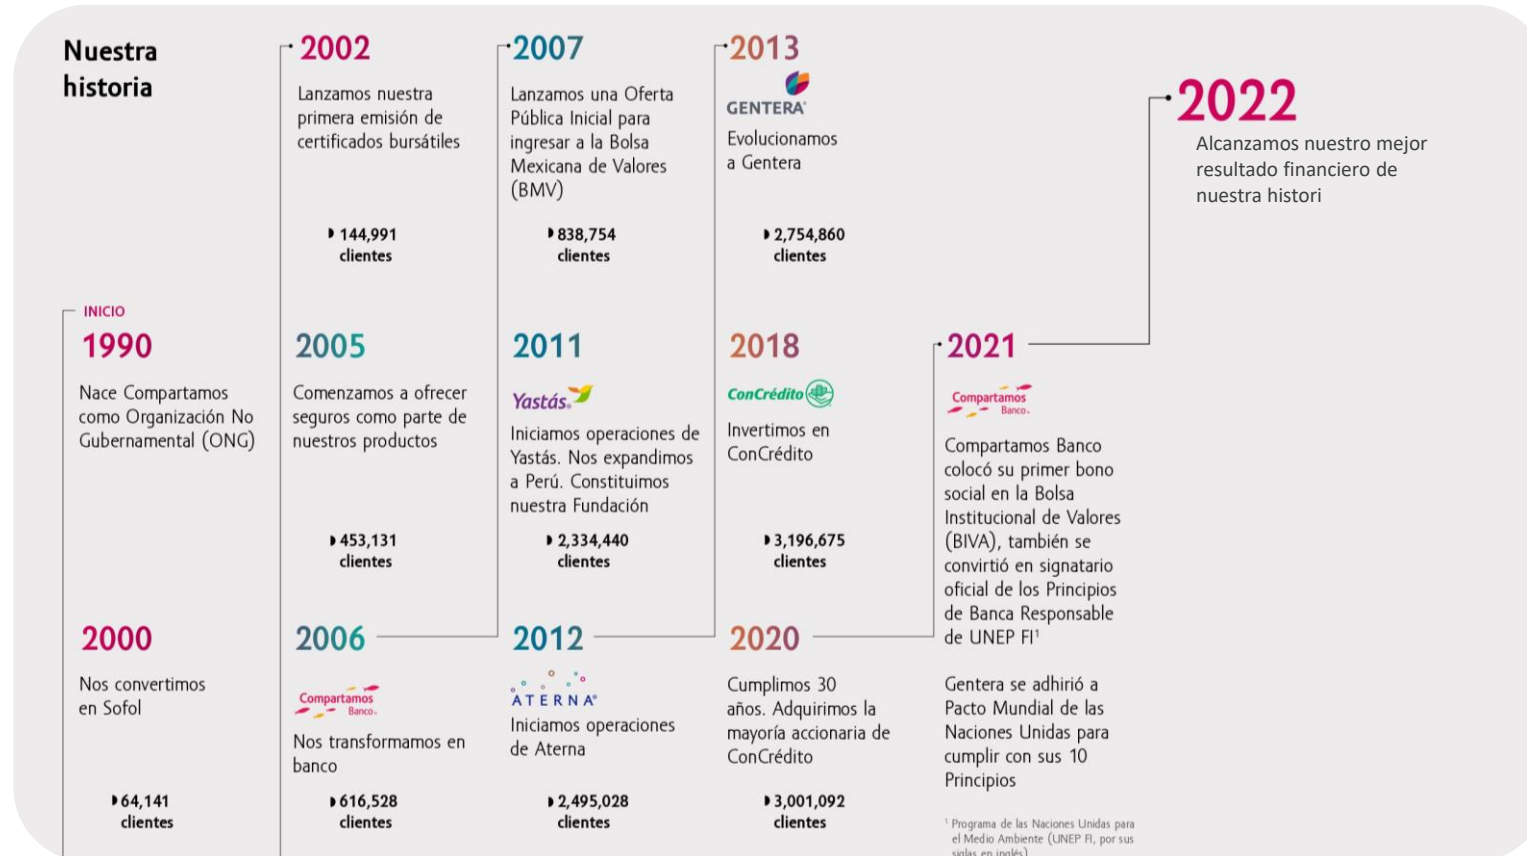 Nuestra
historia
INICIO
1990
Nace Compartamos
como Organización No
Gubernamental (ONG)
2000
Nos convertimos
en Sofol
64,141
clientes
2002
Lanzamos nuestra
primera emisión de
certificados bursátiles
144,991
clientes
2005
Comenzamos a ofrecer
seguros como parte de
nuestros productos
453,131
clientes
2006
Compartamos
Banco
Nos transformamos en
banco
616,528
clientes
2007
Lanzamos una Oferta
Pública Inicial para
ingresar a la Bolsa
Mexicana de Valores
(BMV)
838,754
clientes
2011
Yastás.
Iniciamos operaciones de
Yastás. Nos expandimos
a Perú. Constituimos
nuestra Fundación
2,334,440
clientes
2012
ATERNA®
Iniciamos operaciones
de Aterna
2,495,028
clientes
2013
GENTERA®
Evolucionamos
a Gentera
2,754,860
clientes
2018
ConCrédito
Invertimos en
ConCrédito
3,196,675
clientes
2020
Cumplimos 30
años. Adquirimos la
mayoría accionaria de
ConCrédito
3,001,092
clientes
2021
Compartamos
Banco
Compartamos Banco
colocó su primer bono
social en la Bolsa
Institucional de Valores
(BIVA), también se
convirtió en signatario
oficial de los Principios
de Banca Responsable
de UNEP FI¹
Gentera se adhirió a
Pacto Mundial de las
Naciones Unidas para
cumplir con sus 10
Principios
¹ Programa de las Naciones Unidas para
el Medio Ambiente (UNEP FI, por sus
siglas en inglés)
2022
Alcanzamos nuestro mejor
resultado financiero de
nuestra histori